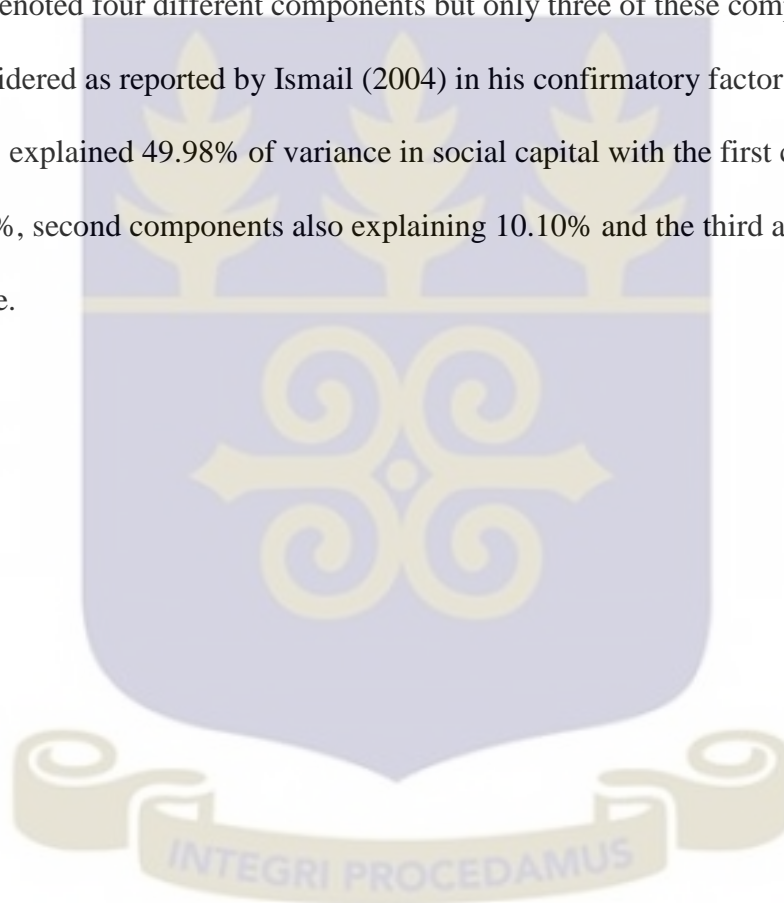 enoted four different components but only three of these comp
idered as reported by Ismail (2004) in his confirmatory factor
explained 49.98% of variance in social capital with the first c
%, second components also explaining 10.10% and the third a
e.
INTEGRI PROCEDAMUS